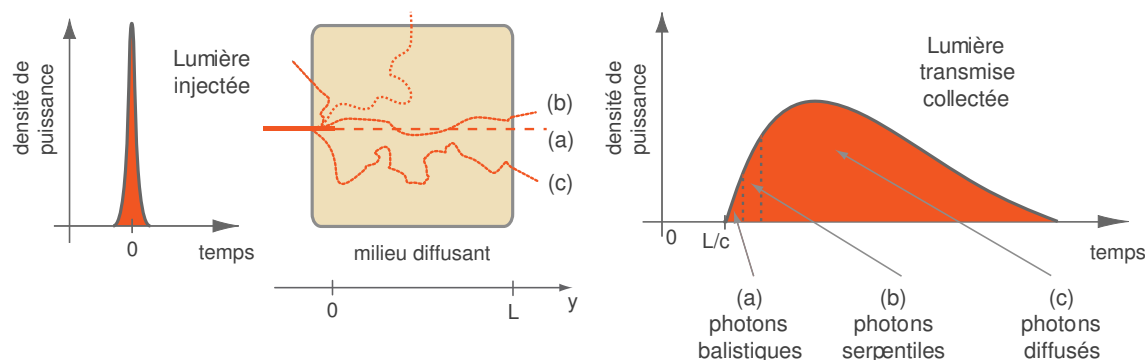 densité de
puissance
Lumière
injectée
0
temps
(b)
(a)
(c)
milieu diffusant
0
L
y
densité de
puissance
Lumière
transmise
collectée
0
L/c
temps
(a)
photons
balistiques
(b)
photons
serpentiles
(c)
photons
diffusés